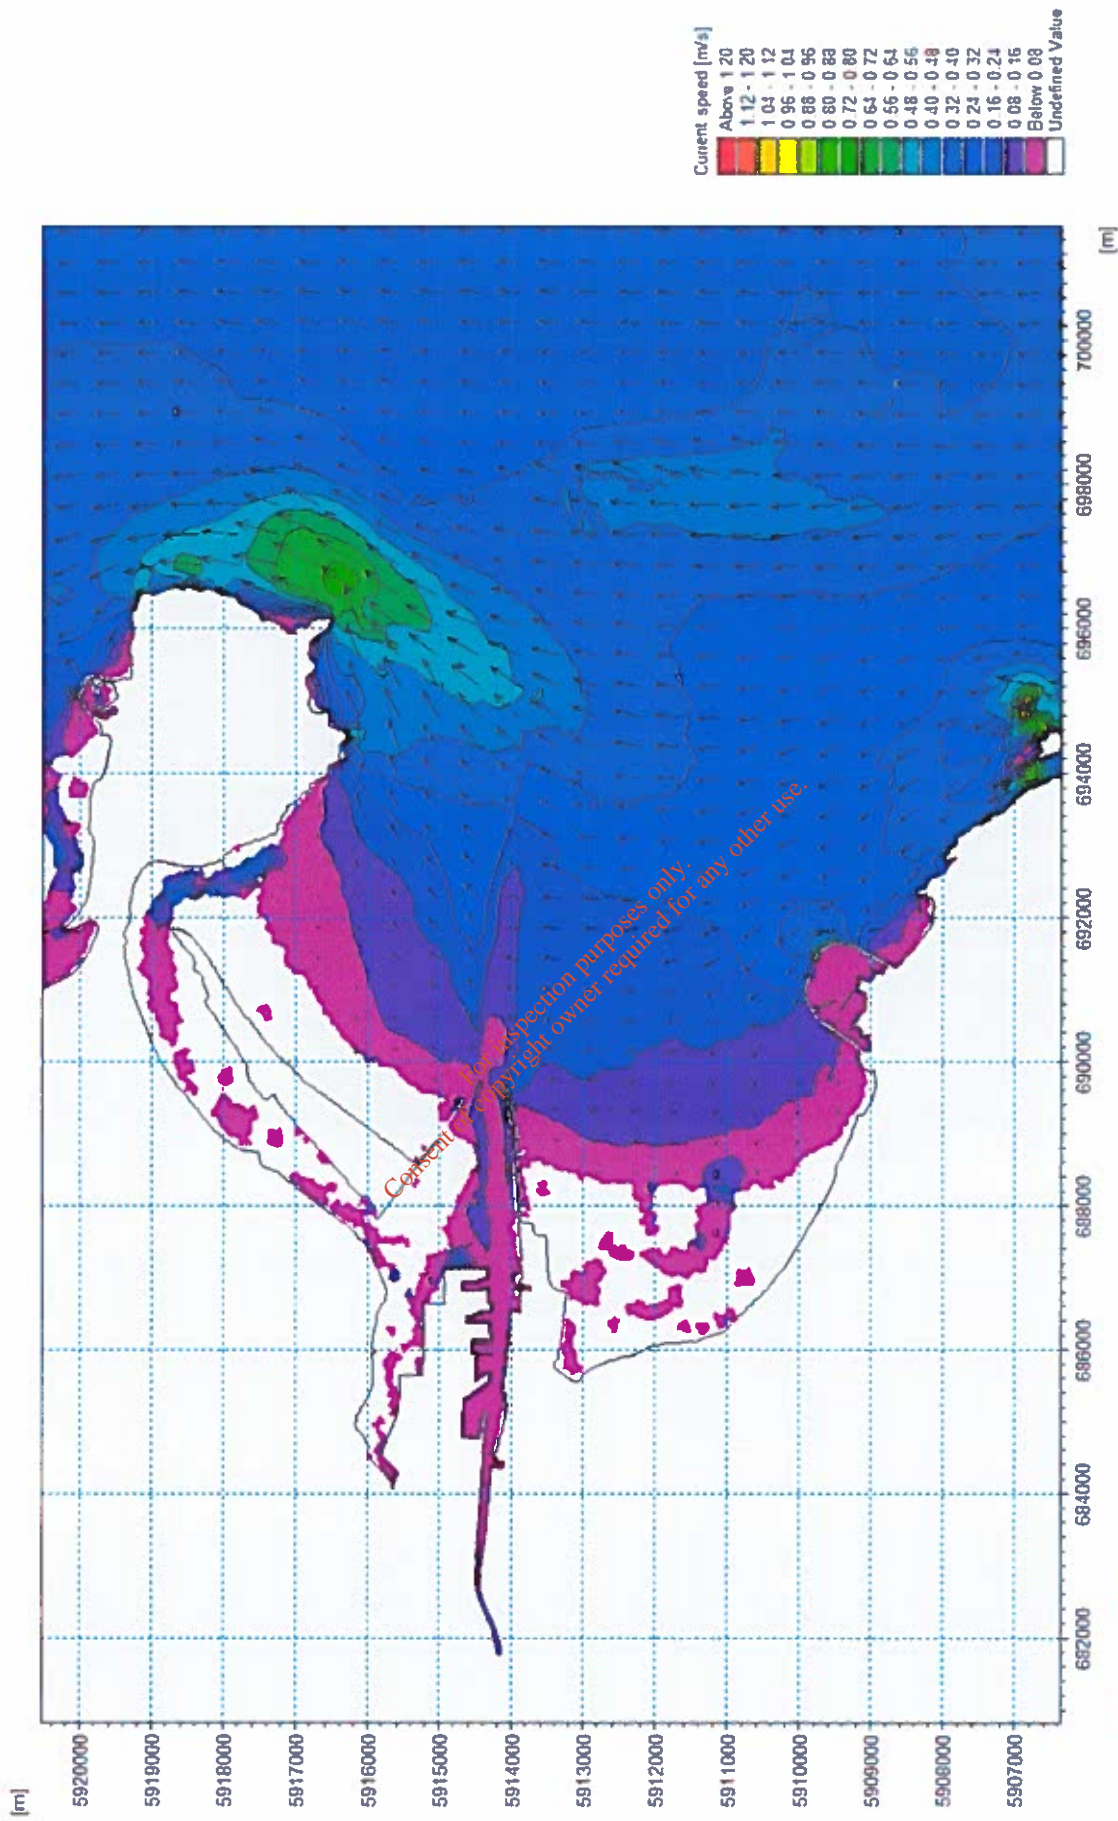 [m]
5920000
5919000
5918000
5917000
5916000
5915000
5914000
5913000
5912000
5911000
5910000
5909000
5908000
5907000
682000
684000
686000
688000
690000
692000
694000
696000
698000
700000
[m]
Current speed [m/s]
Above 1.20
1.12 - 1.20
1.04 - 1.12
0.96 - 1.04
0.88 - 0.96
0.80 - 0.88
0.72 - 0.80
0.64 - 0.72
0.56 - 0.64
0.48 - 0.56
0.40 - 0.48
0.32 - 0.40
0.24 - 0.32
0.16 - 0.24
0.08 - 0.16
Below 0.08
Undefined Value
For inspection purposes only.
Consent of copyright owner required for any other use.